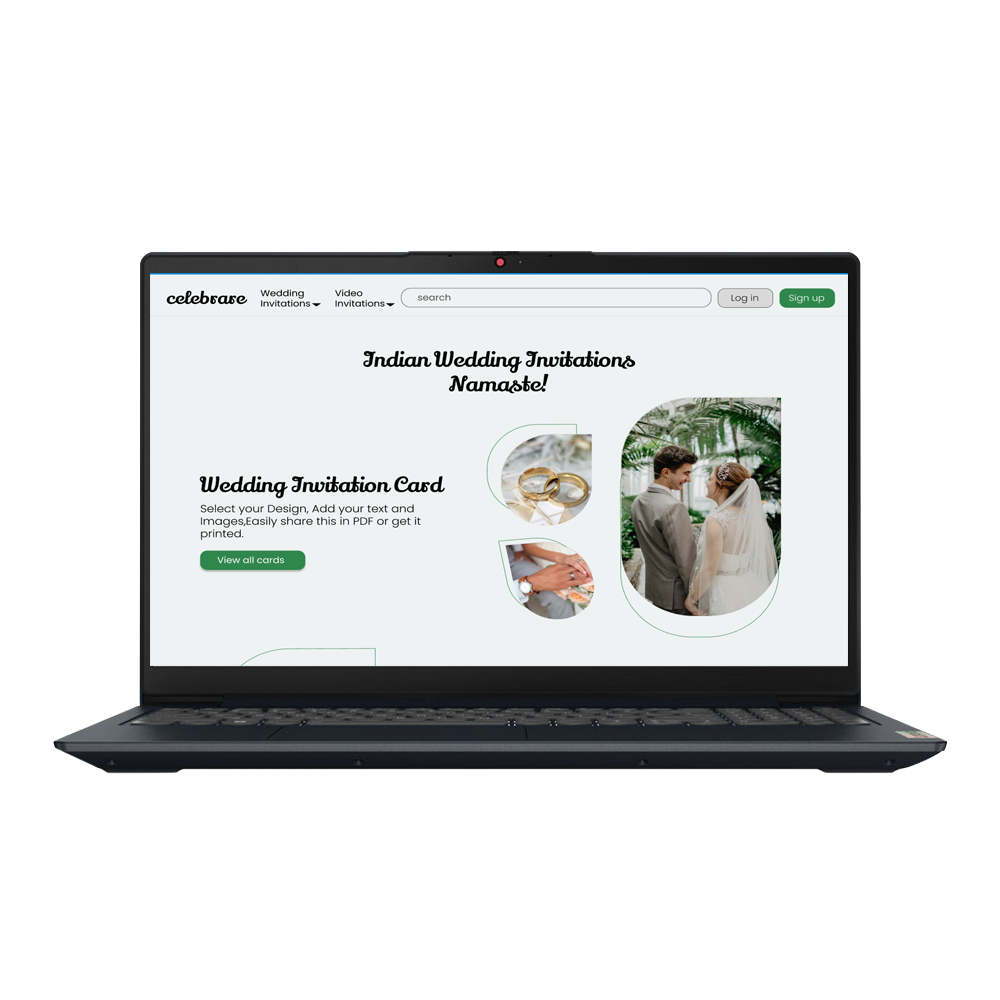 celebrare
Wedding
Invitations
Video
Invitations
search
Log in
Sign up
Indian Wedding Invitations
Namaste!
Wedding Invitation Card
Select your Design, Add your text and
Images,Easily share this in PDF or get it
printed.
View all cards